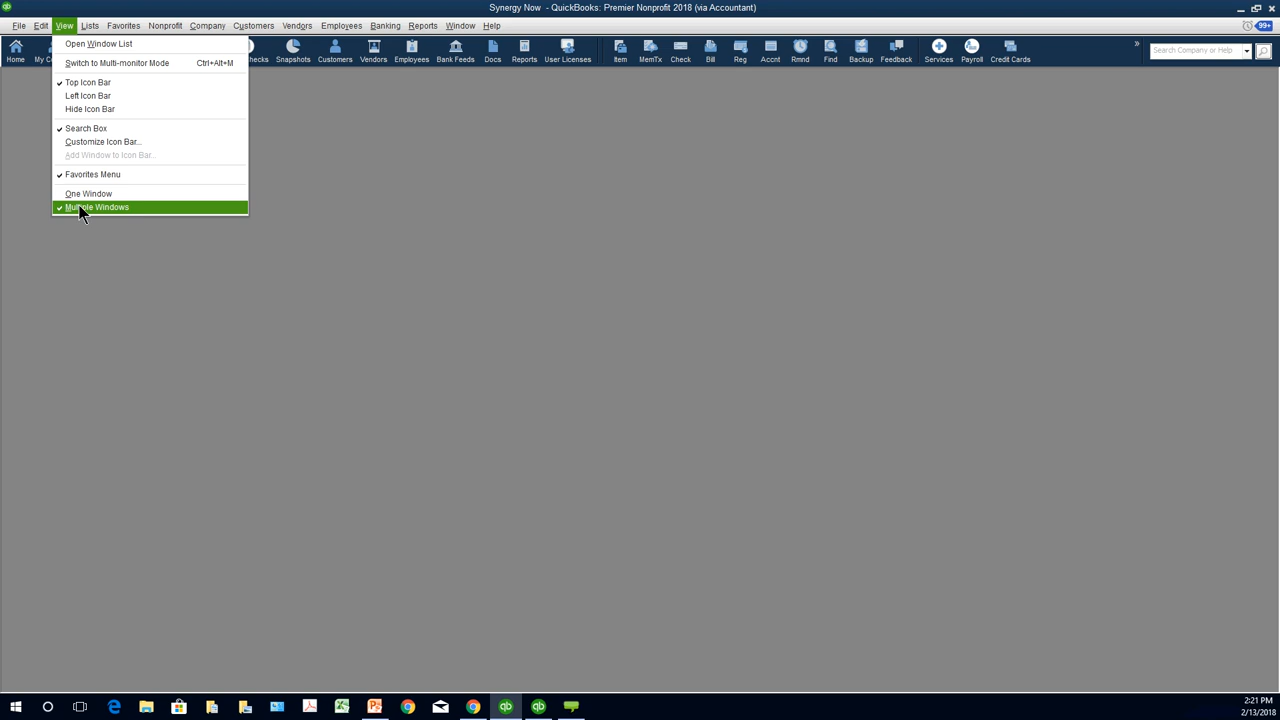 Synergy Now - QuickBooks: Premier Nonprofit 2018 (via Accountant)
File Edit View Lists Favorites Nonprofit Company Customers Vendors Employees Banking Reports Window Help 99+
Home My C hecks Snapshots Customers Vendors Employees Bank Feeds Docs Reports User Licenses Item MemTx Check Bill Reg Accnt Rmnd Find Backup Feedback Services Payroll Credit Cards » Search Company or Help
Open Window List
Switch to Multi-monitor Mode Ctrl+Alt+M
Top Icon Bar
Left Icon Bar
Hide Icon Bar
Search Box
Customize Icon Bar...
Add Window to Icon Bar...
Favorites Menu
One Window
Multiple Windows
2:21 PM
2/13/2018